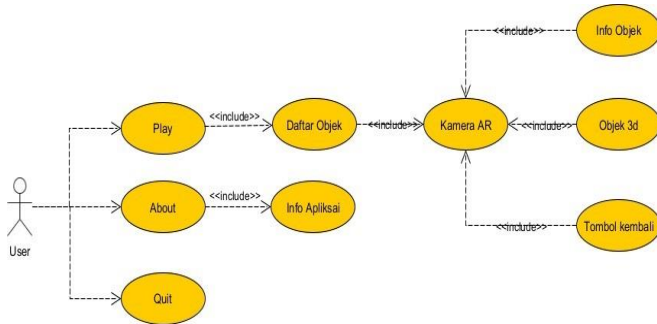 Info Objek
<<include>>
<<include>>
<<include>>
Play
Daftar Objek
<<include>>
Kamera AR
<<include>>
Objek 3d
<<include>>
About
Info Apliksai
User
<<include>>
Tombol kembali
Quit